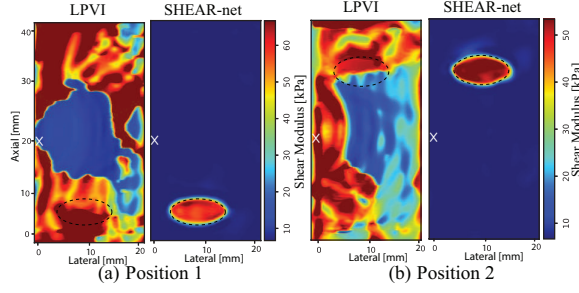 LPVI SHEAR-net LPVI SHEAR-net
40
30
20
10
0
Axial [mm]
X X X X
0 10 20 0 10 20 0 10 20 0 10 20
Lateral [mm] Lateral [mm] Lateral [mm] Lateral [mm]
60
50
40
30
20
10
Shear Modulus [kPa]
50
40
30
20
10
Shear Modulus [kPa]
(a) Position 1 (b) Position 2